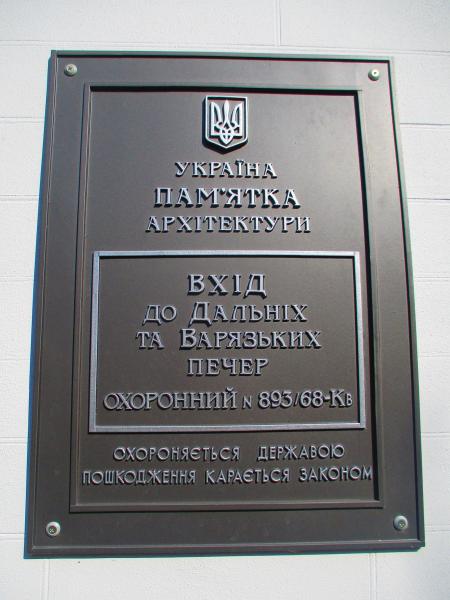 УКРАЇНА
ПАМ'ЯТКА
АРХІТЕКТУРИ
ВХІД
ДО ДАЛЬНІХ
ТА ВАРЯЗЬКИХ
ПЕЧЕР
ОХОРОННИЙ N 893/68-Кв
ОХОРОНЯЄТЬСЯ ДЕРЖАВОЮ
ПОШКОДЖЕННЯ КАРАЄТЬСЯ ЗАКОНОМ